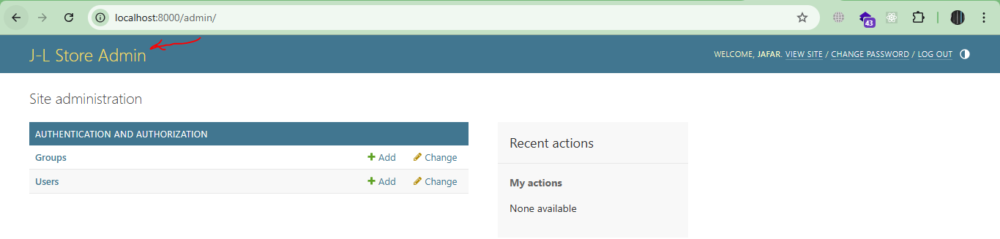 localhost:8000/admin/
43
J-L Store Admin
WELCOME, JAFAR. VIEW SITE / CHANGE PASSWORD / LOG OUT
Site administration
AUTHENTICATION AND AUTHORIZATION
Groups Add Change
Users Add Change
Recent actions
My actions
None available